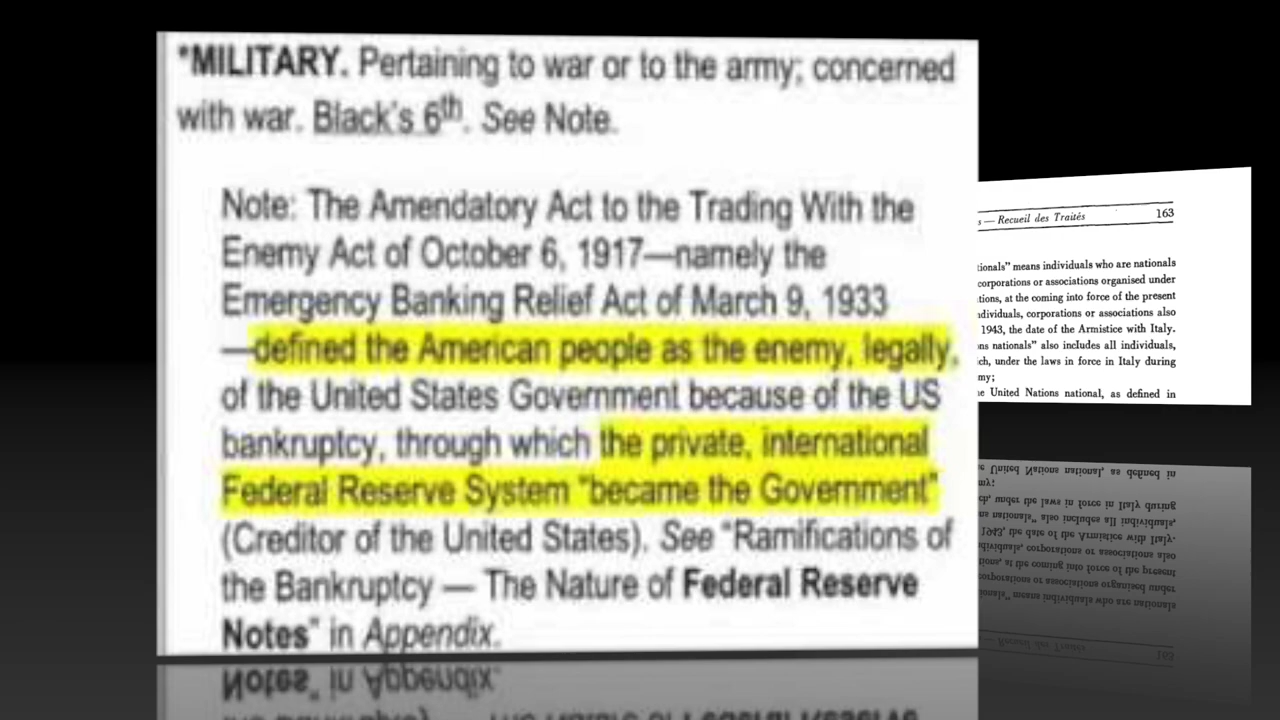 *MILITARY. Pertaining to war or to the army; concerned
with war. Black's 6th. See Note.
Note: The Amendatory Act to the Trading With the
Enemy Act of October 6, 1917—namely the
Emergency Banking Relief Act of March 9, 1933
—defined the American people as the enemy, legally,
of the United States Government because of the US
bankruptcy, through which the private, international
Federal Reserve System "became the Government"
(Creditor of the United States). See "Ramifications of
the Bankruptcy — The Nature of Federal Reserve
Notes" in Appendix.
s — Recueil des Traités 163
ionals" means individuals who are nationals
corporations or associations organised under
tions, at the coming into force of the present
ndividuals, corporations or associations also
1943, the date of the Armistice with Italy.
ns nationals" also includes all individuals,
ch, under the laws in force in Italy during
my;
e United Nations national, as defined in